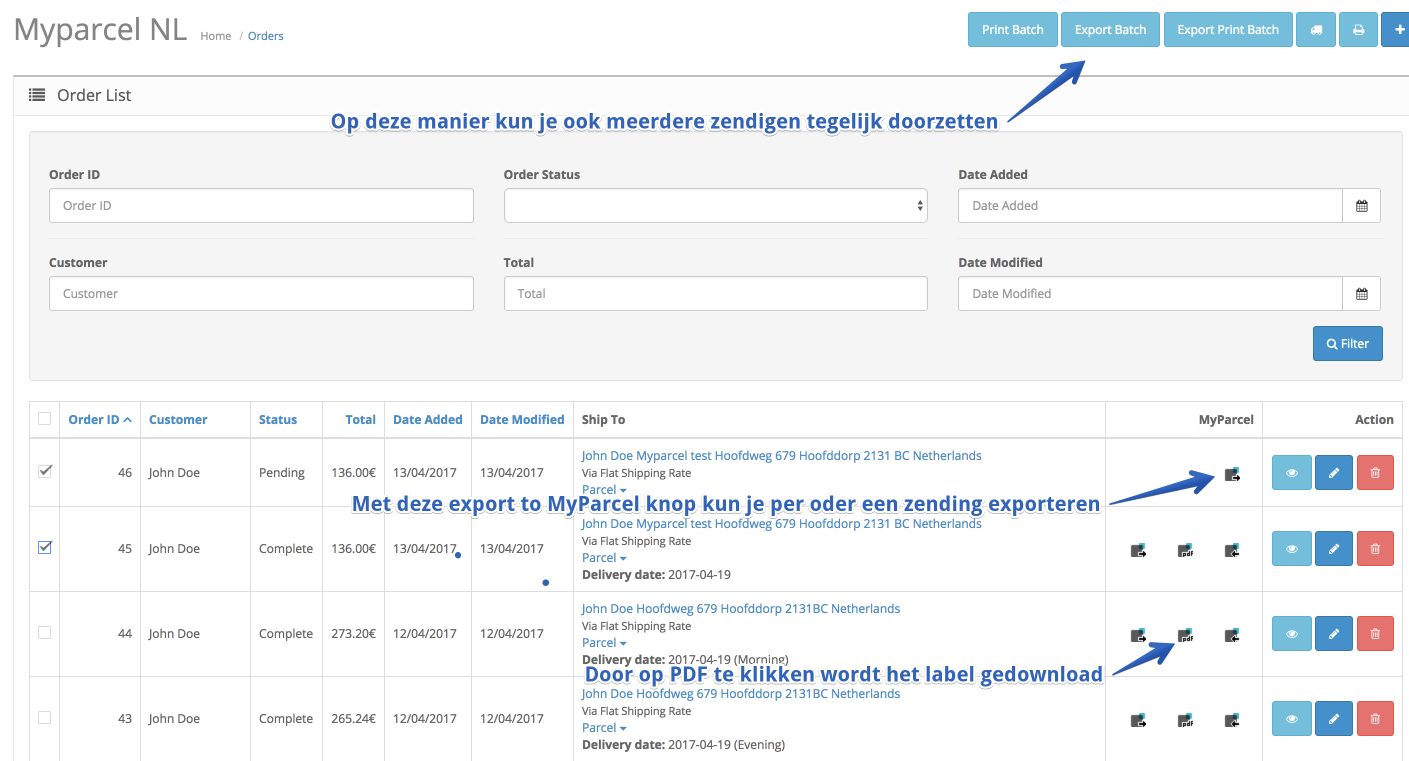 Myparcel NL Home / Orders
Print Batch Export Batch Export Print Batch
Order List
Op deze manier kun je ook meerdere zendigen tegelijk doorzetten
Order ID Order Status Date Added
Order ID Date Added
Customer Total Date Modified
Customer Total Date Modified
Filter
Order ID Customer Status Total Date Added Date Modified Ship To MyParcel Action
John Doe Myparcel test Hoofdweg 679 Hoofddorp 2131 BC Netherlands
46 John Doe Pending 136.00€ 13/04/2017 13/04/2017 Via Flat Shipping Rate
Parcel
Met deze export to MyParcel knop kun je per oder een zending exporteren
John Doe Myparcel test Hoofdweg 679 Hoofddorp 2131 BC Netherlands
Via Flat Shipping Rate
45 John Doe Complete 136.00€ 13/04/2017 13/04/2017 Parcel pdf
Delivery date: 2017-04-19
John Doe Hoofdweg 679 Hoofddorp 2131BC Netherlands
Via Flat Shipping Rate
44 John Doe Complete 273.20€ 12/04/2017 12/04/2017 Parcel pdf
Delivery date: 2017-04-19 (Morning)
Door op PDF te klikken wordt het label gedownload
John Doe Hoofdweg 679 Hoofddorp 2131BC Netherlands
Via Flat Shipping Rate
43 John Doe Complete 265.24€ 12/04/2017 12/04/2017 Parcel pdf
Delivery date: 2017-04-19 (Evening)